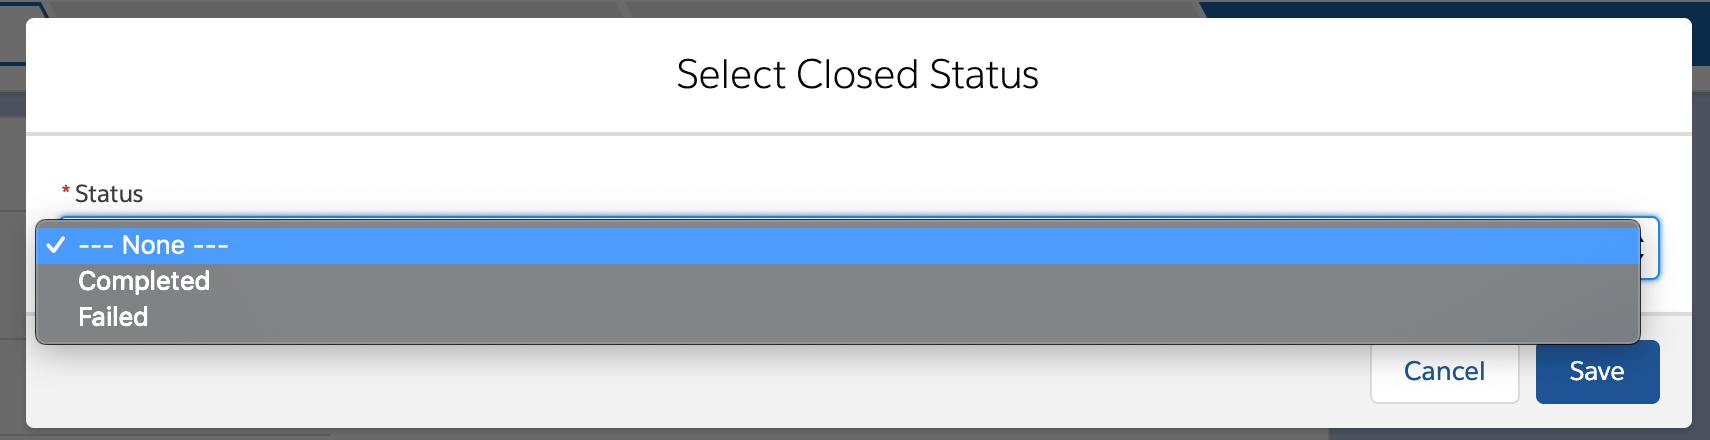 Select Closed Status
* Status
--- None ---
Completed
Failed
Cancel
Save